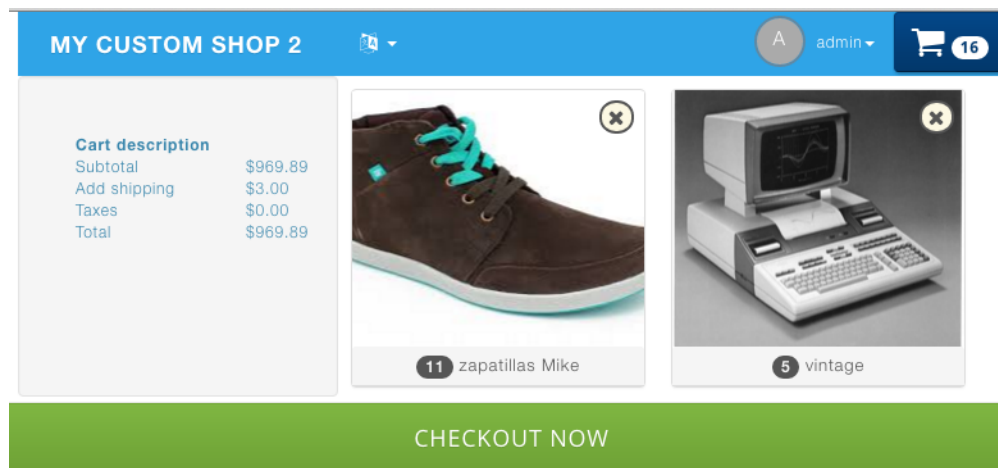 MY CUSTOM SHOP 2
A
admin
16
Cart description
Subtotal $969.89
Add shipping $3.00
Taxes $0.00
Total $969.89
11 zapatillas Mike
5 vintage
CHECKOUT NOW